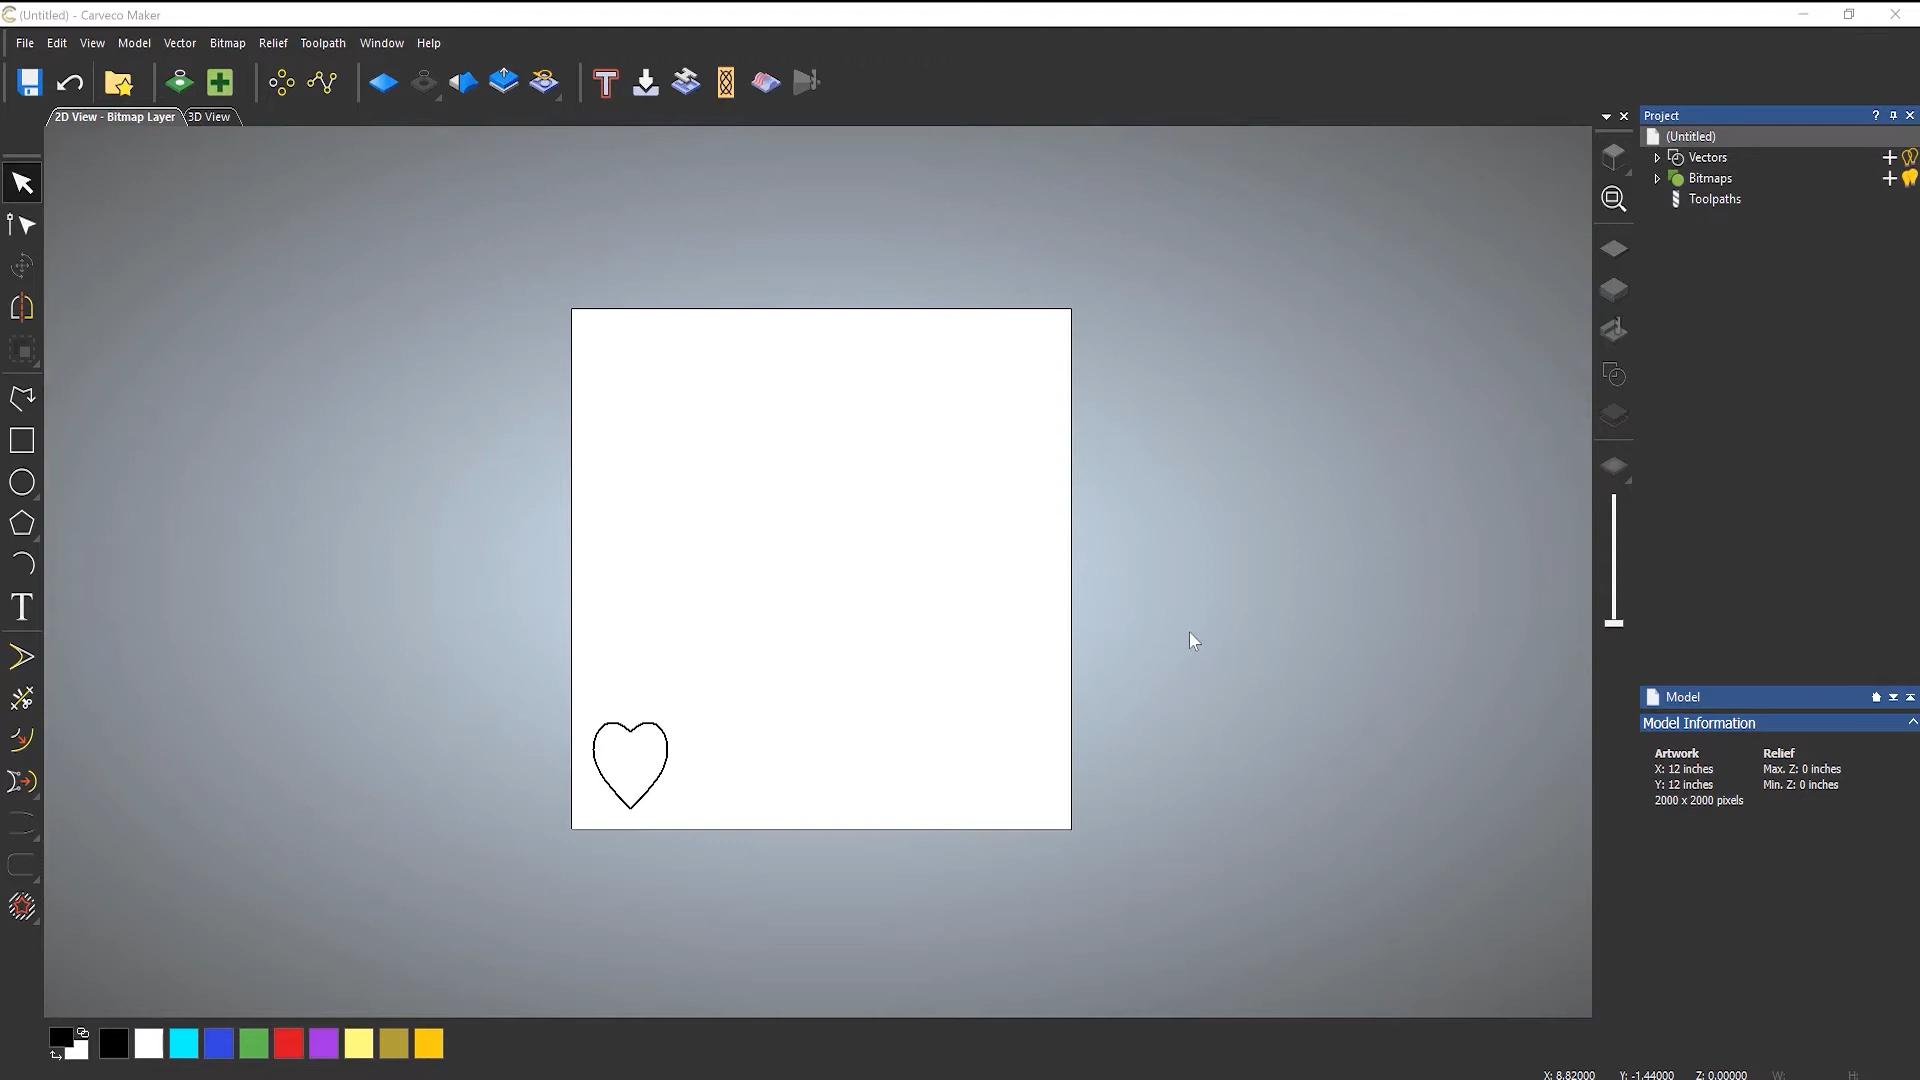 (Untitled) - Carveco Maker
File Edit View Model Vector Bitmap Relief Toolpath Window Help
2D View - Bitmap Layer 3D View
Project
(Untitled)
Vectors
Bitmaps
Toolpaths
Model
Model Information
Artwork Relief
X: 12 inches Max. Z: 0 inches
Y: 12 inches Min. Z: 0 inches
2000 x 2000 pixels
X: 8.82000 Y: -1.44000 Z: 0.00000 W: H: